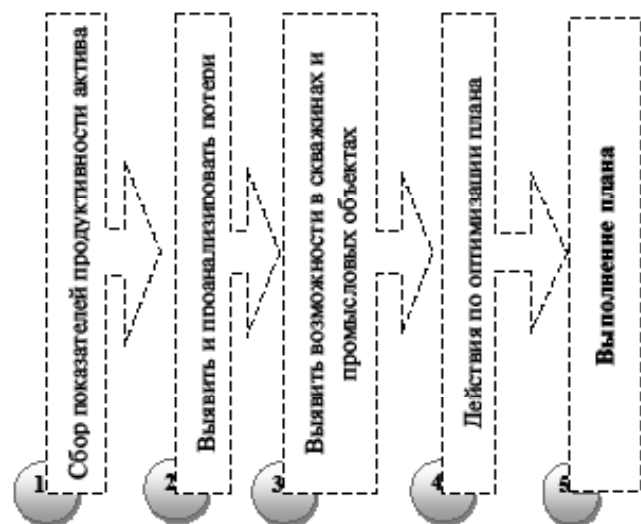 1
Сбор показателей продуктивности актива
2
Выявить и проанализировать потери
3
Выявить возможности в скважинах и
промысловых объектах
4
Действия по оптимизации плана
5
Выполнение плана